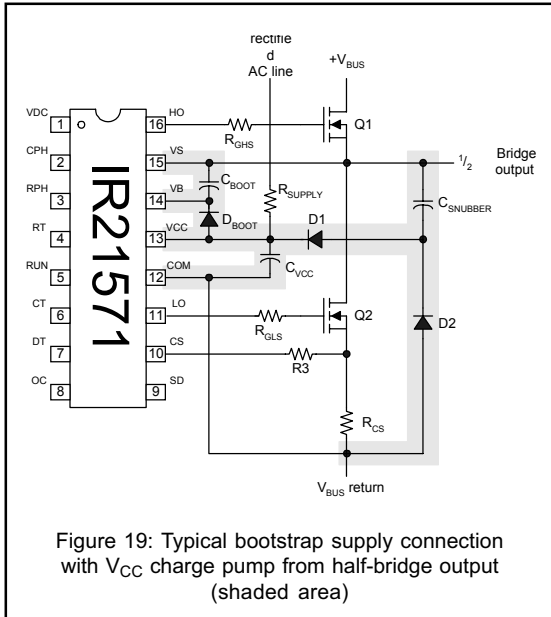 rectifie
d
AC line
+VBUS
VDC 1
CPH 2
RPH 3
RT 4
RUN 5
CT 6
DT 7
OC 8
IR21571
16 HO
15 VS
14 VB
13 VCC
12 COM
11 LO
10 CS
9 SD
RGHS
Q1
1/2 Bridge
output
CBOOT
RSUPPLY
CSNUBBER
DBOOT
D1
CVCC
Q2
D2
RGLS
R3
RCS
VBUS return
Figure 19: Typical bootstrap supply connection
with VCC charge pump from half-bridge output
(shaded area)